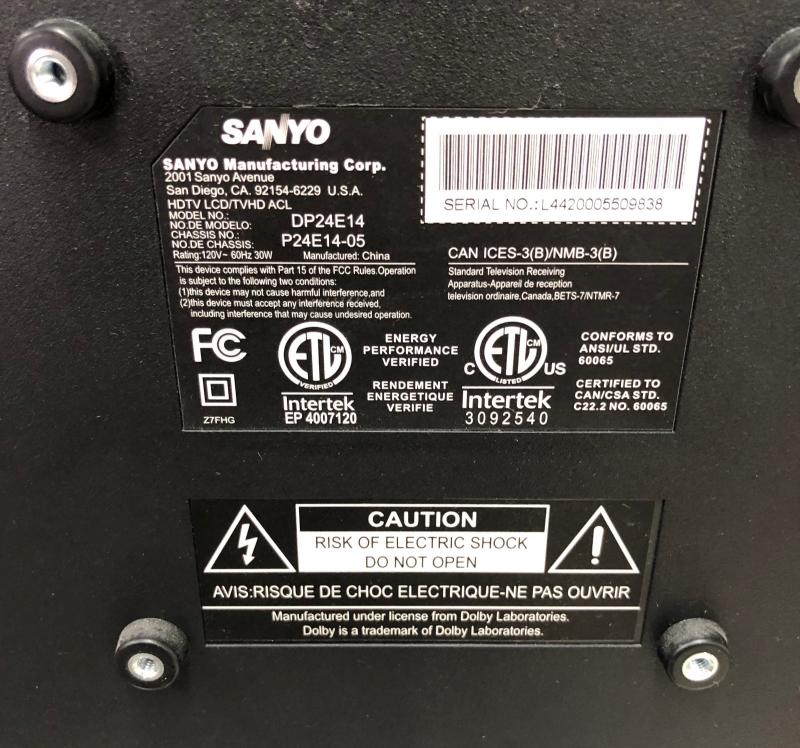 SANYO
SANYO Manufacturing Corp.
2001 Sanyo Avenue
San Diego, CA. 92154-6229 U.S.A.
HDTV LCD/TVHD ACL
MODEL NO.:
NO.DE MODELO: DP24E14
CHASSIS NO.:
NO.DE CHASSIS: P24E14-05
Rating:120V~ 60Hz 30W Manufactured: China
This device complies with Part 15 of the FCC Rules.Operation
is subject to the following two conditions:
(1)this device may not cause harmful interference,and
(2)this device must accept any interference received,
including interference that may cause undesired operation.
SERIAL NO.:L4420005509838
CAN ICES-3(B)/NMB-3(B)
Standard Television Receiving
Apparatus-Appareil de reception
television ordinaire,Canada,BETS-7/NTMR-7
FC
Z7FHG
ETL CM
VERIFIED
Intertek
EP 4007120
ENERGY
PERFORMANCE
VERIFIED
RENDEMENT
ENERGETIQUE
VERIFIE
ETL CM
C LISTED US
Intertek
3092540
CONFORMS TO
ANSI/UL STD.
60065
CERTIFIED TO
CAN/CSA STD.
C22.2 NO. 60065
CAUTION
RISK OF ELECTRIC SHOCK
DO NOT OPEN
!
AVIS:RISQUE DE CHOC ELECTRIQUE-NE PAS OUVRIR
Manufactured under license from Dolby Laboratories.
Dolby is a trademark of Dolby Laboratories.